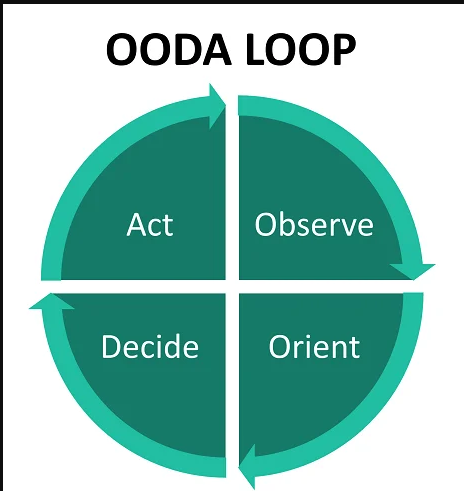 OODA LOOP
Act
Observe
Decide
Orient